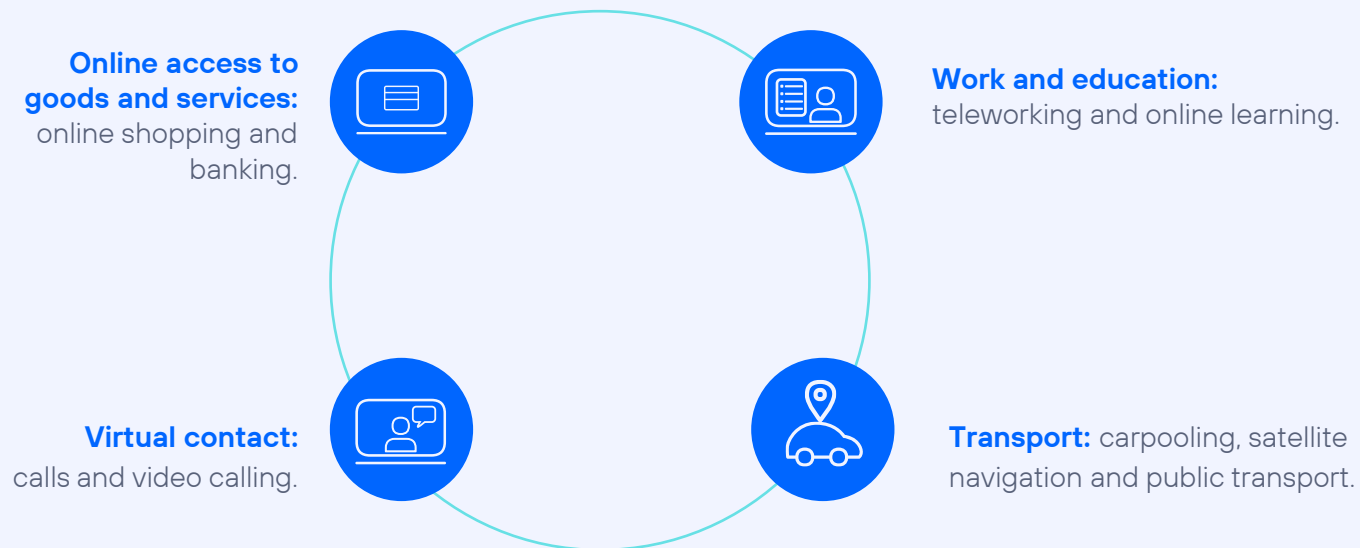 Online access to
goods and services:
online shopping and
banking.
Work and education:
teleworking and online learning.
Virtual contact:
calls and video calling.
Transport: carpooling, satellite
navigation and public transport.